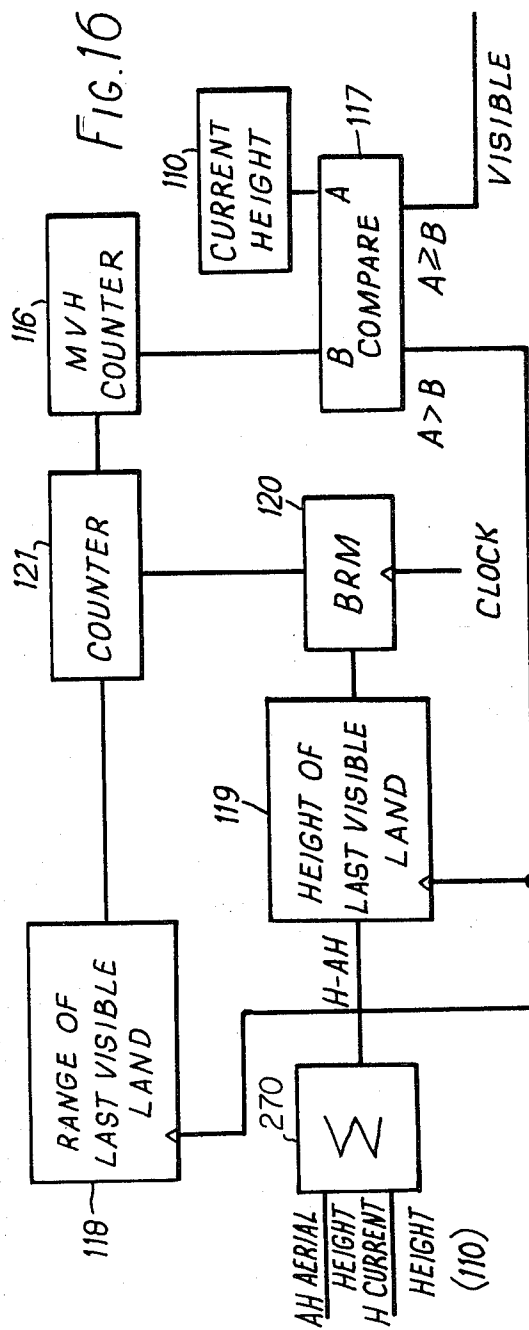 FIG.16
116
MVH
COUNTER
110
CURRENT
HEIGHT
121
COUNTER
117
B
A
COMPARE
A>B
A≥B
VISIBLE
120
BRM
CLOCK
119
HEIGHT OF
LAST VISIBLE
LAND
RANGE OF
LAST VISIBLE
LAND
118
H-AH
270
Σ
AH AERIAL
HEIGHT
H CURRENT
HEIGHT
(110)